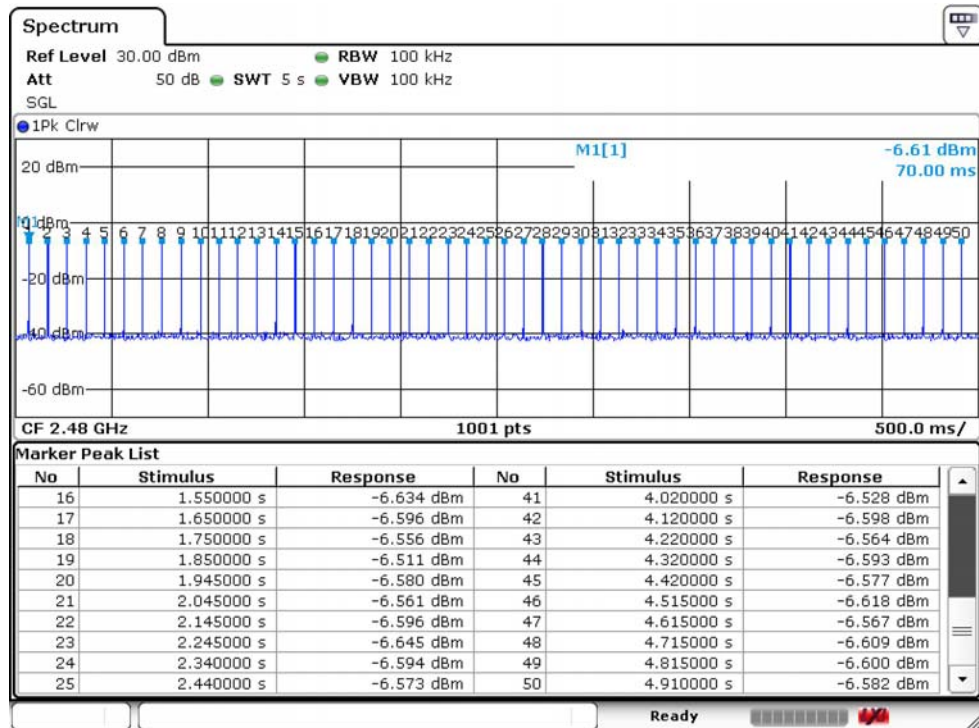 Spectrum
Ref Level 30.00 dBm RBW 100 kHz
Att 50 dB SWT 5 s VBW 100 kHz
SGL
1Pk Clrw
M1[1] -6.61 dBm
70.00 ms
20 dBm
M1
0 dBm
2 3 4 5 6 7 8 9 10 11 12 13 14 15 16 17 18 19 20 21 22 23 24 25 26 27 28 29 30 31 32 33 34 35 36 37 38 39 40 41 42 43 44 45 46 47 48 49 50
-20 dBm
-40 dBm
-60 dBm
CF 2.48 GHz 1001 pts 500.0 ms/
Marker Peak List
No Stimulus Response No Stimulus Response
16 1.550000 s -6.634 dBm 41 4.020000 s -6.528 dBm
17 1.650000 s -6.596 dBm 42 4.120000 s -6.598 dBm
18 1.750000 s -6.556 dBm 43 4.220000 s -6.564 dBm
19 1.850000 s -6.511 dBm 44 4.320000 s -6.593 dBm
20 1.945000 s -6.580 dBm 45 4.420000 s -6.577 dBm
21 2.045000 s -6.561 dBm 46 4.515000 s -6.618 dBm
22 2.145000 s -6.596 dBm 47 4.615000 s -6.567 dBm
23 2.245000 s -6.645 dBm 48 4.715000 s -6.609 dBm
24 2.340000 s -6.594 dBm 49 4.815000 s -6.600 dBm
25 2.440000 s -6.573 dBm 50 4.910000 s -6.582 dBm
Ready